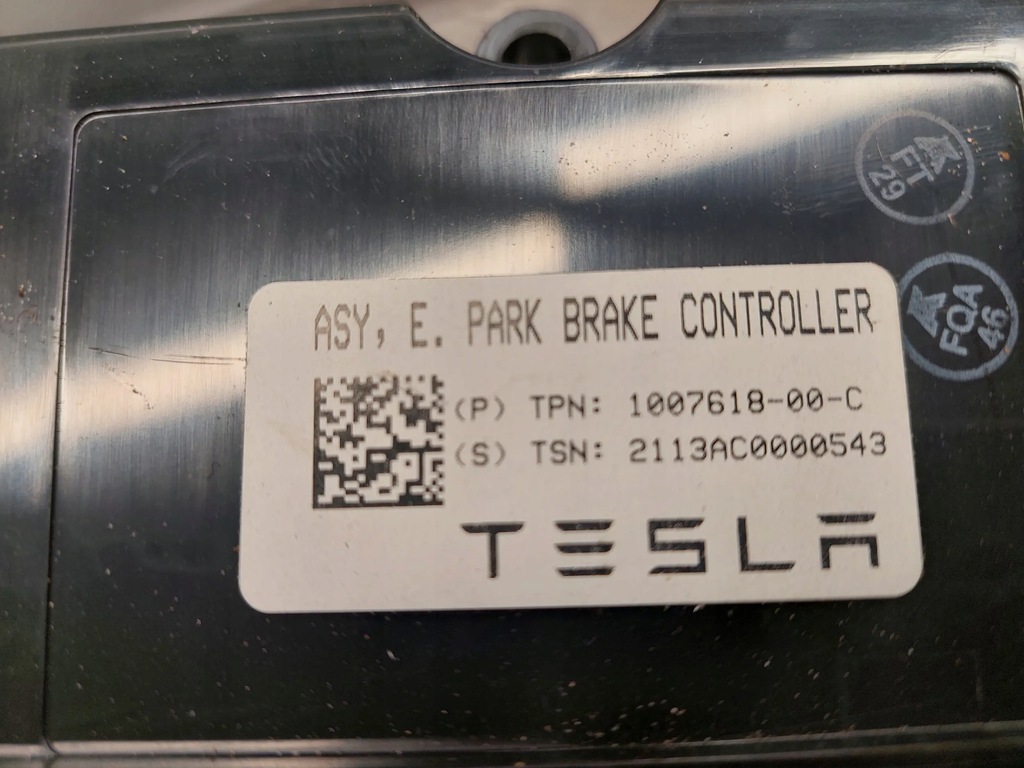 ASY, E. PARK BRAKE CONTROLLER
(P) TPN: 1007618-00-C
(S) TSN: 2113AC0000543
TESLA
FT
29
FQA
46